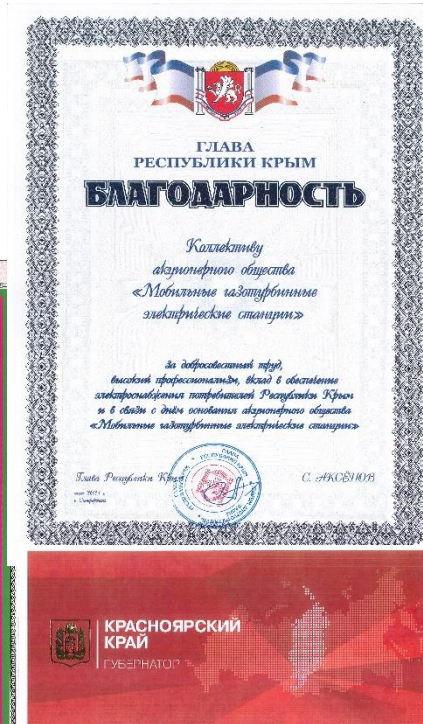 ГЛАВА
РЕСПУБЛИКИ КРЫМ
БЛАГОДАРНОСТЬ
Коллективу
акционерного общества
«Мобильные газотурбинные
электрические станции»
за добросовестный труд,
высокий профессионализм, вклад в обеспечение
электроснабжения потребителей Республики Крым
и в связи с днём основания акционерного общества
«Мобильные газотурбинные электрические станции»
Глава Республики Крым
С. АКСЁНОВ
КРАСНОЯРСКИЙ
КРАЙ
ГУБЕРНАТОР